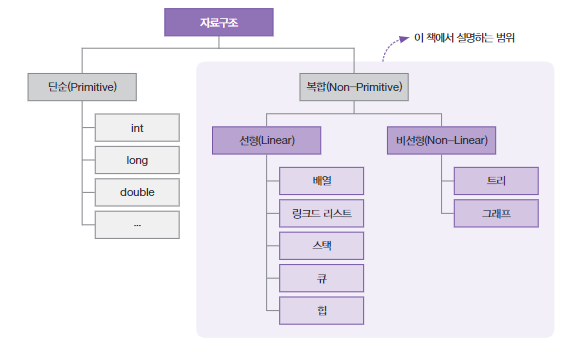 자료구조
이 책에서 설명하는 범위
단순(Primitive)
복합(Non-Primitive)
int
long
double
...
선형(Linear)
비선형(Non-Linear)
배열
링크드 리스트
스택
큐
힙
트리
그래프